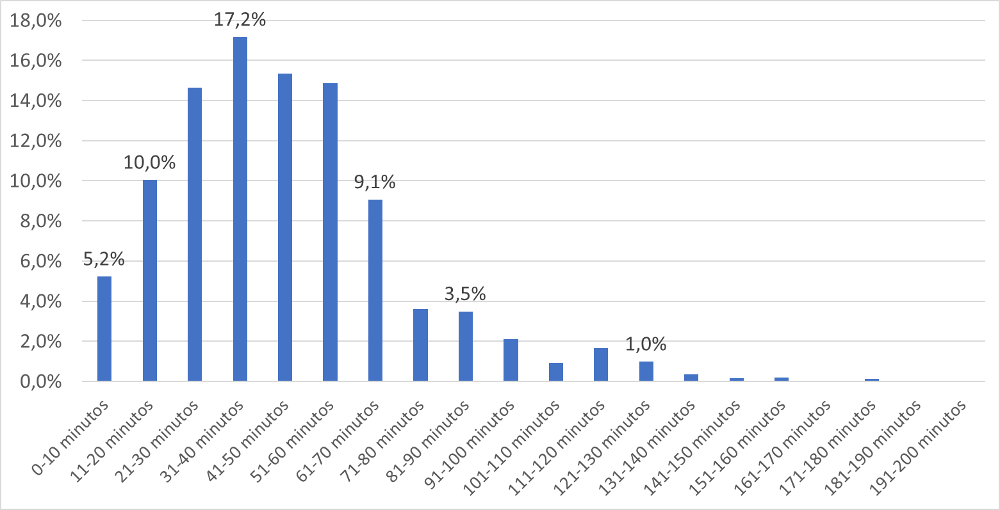 18,0%
16,0%
14,0%
12,0%
10,0%
8,0%
6,0%
4,0%
2,0%
0,0%
5,2%
10,0%
17,2%
9,1%
3,5%
1,0%
0-10 minutos
11-20 minutos
21-30 minutos
31-40 minutos
41-50 minutos
51-60 minutos
61-70 minutos
71-80 minutos
81-90 minutos
91-100 minutos
101-110 minutos
111-120 minutos
121-130 minutos
131-140 minutos
141-150 minutos
151-160 minutos
161-170 minutos
171-180 minutos
181-190 minutos
191-200 minutos